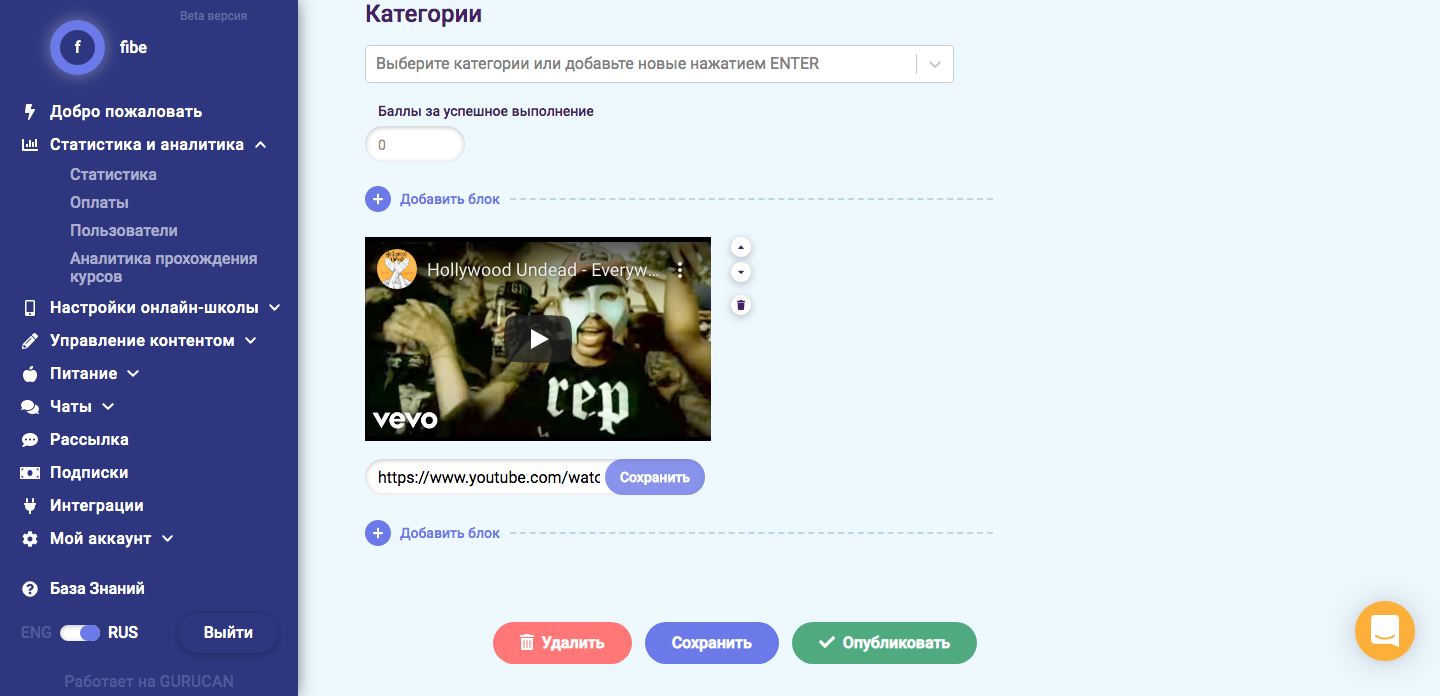 Beta версия
f
fibe
Добро пожаловать
Статистика и аналитика
Статистика
Оплаты
Пользователи
Аналитика прохождения
курсов
Настройки онлайн-школы
Управление контентом
Питание
Чаты
Рассылка
Подписки
Интеграции
Мой аккаунт
База Знаний
ENG RUS Выйти
Работает на GURUCAN
Категории
Выберите категории или добавьте новые нажатием ENTER
Баллы за успешное выполнение
0
Добавить блок
Hollywood Undead - Everyw...
rep
vevo
https://www.youtube.com/watc Сохранить
Добавить блок
Удалить Сохранить Опубликовать